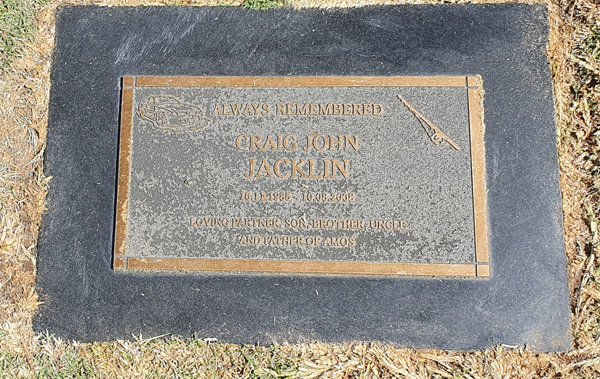 ALWAYS REMEMBERED
CRAIG JOHN
JACKLIN
LOVING PARTNER, SON, BROTHER, UNCLE
AND FATHER OF AMOS